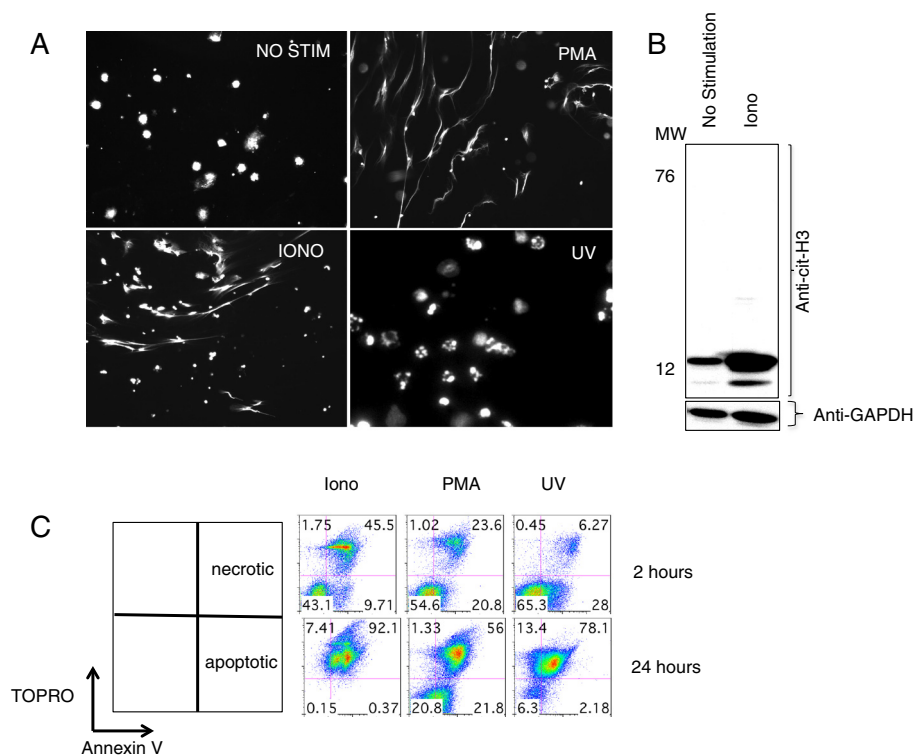 A
NO STIM
PMA
IONO
UV
B
No Stimulation
Iono
MW
76
12
Anti-cit-H3
Anti-GAPDH
C
necrotic
apoptotic
TOPRO
Annexin V
Iono
PMA
UV
1.75 45.5
43.1 9.71
1.02 23.6
54.6 20.8
0.45 6.27
65.3 28
2 hours
7.41 92.1
0.15 0.37
1.33 56
20.8 21.8
13.4 78.1
6.3 2.18
24 hours